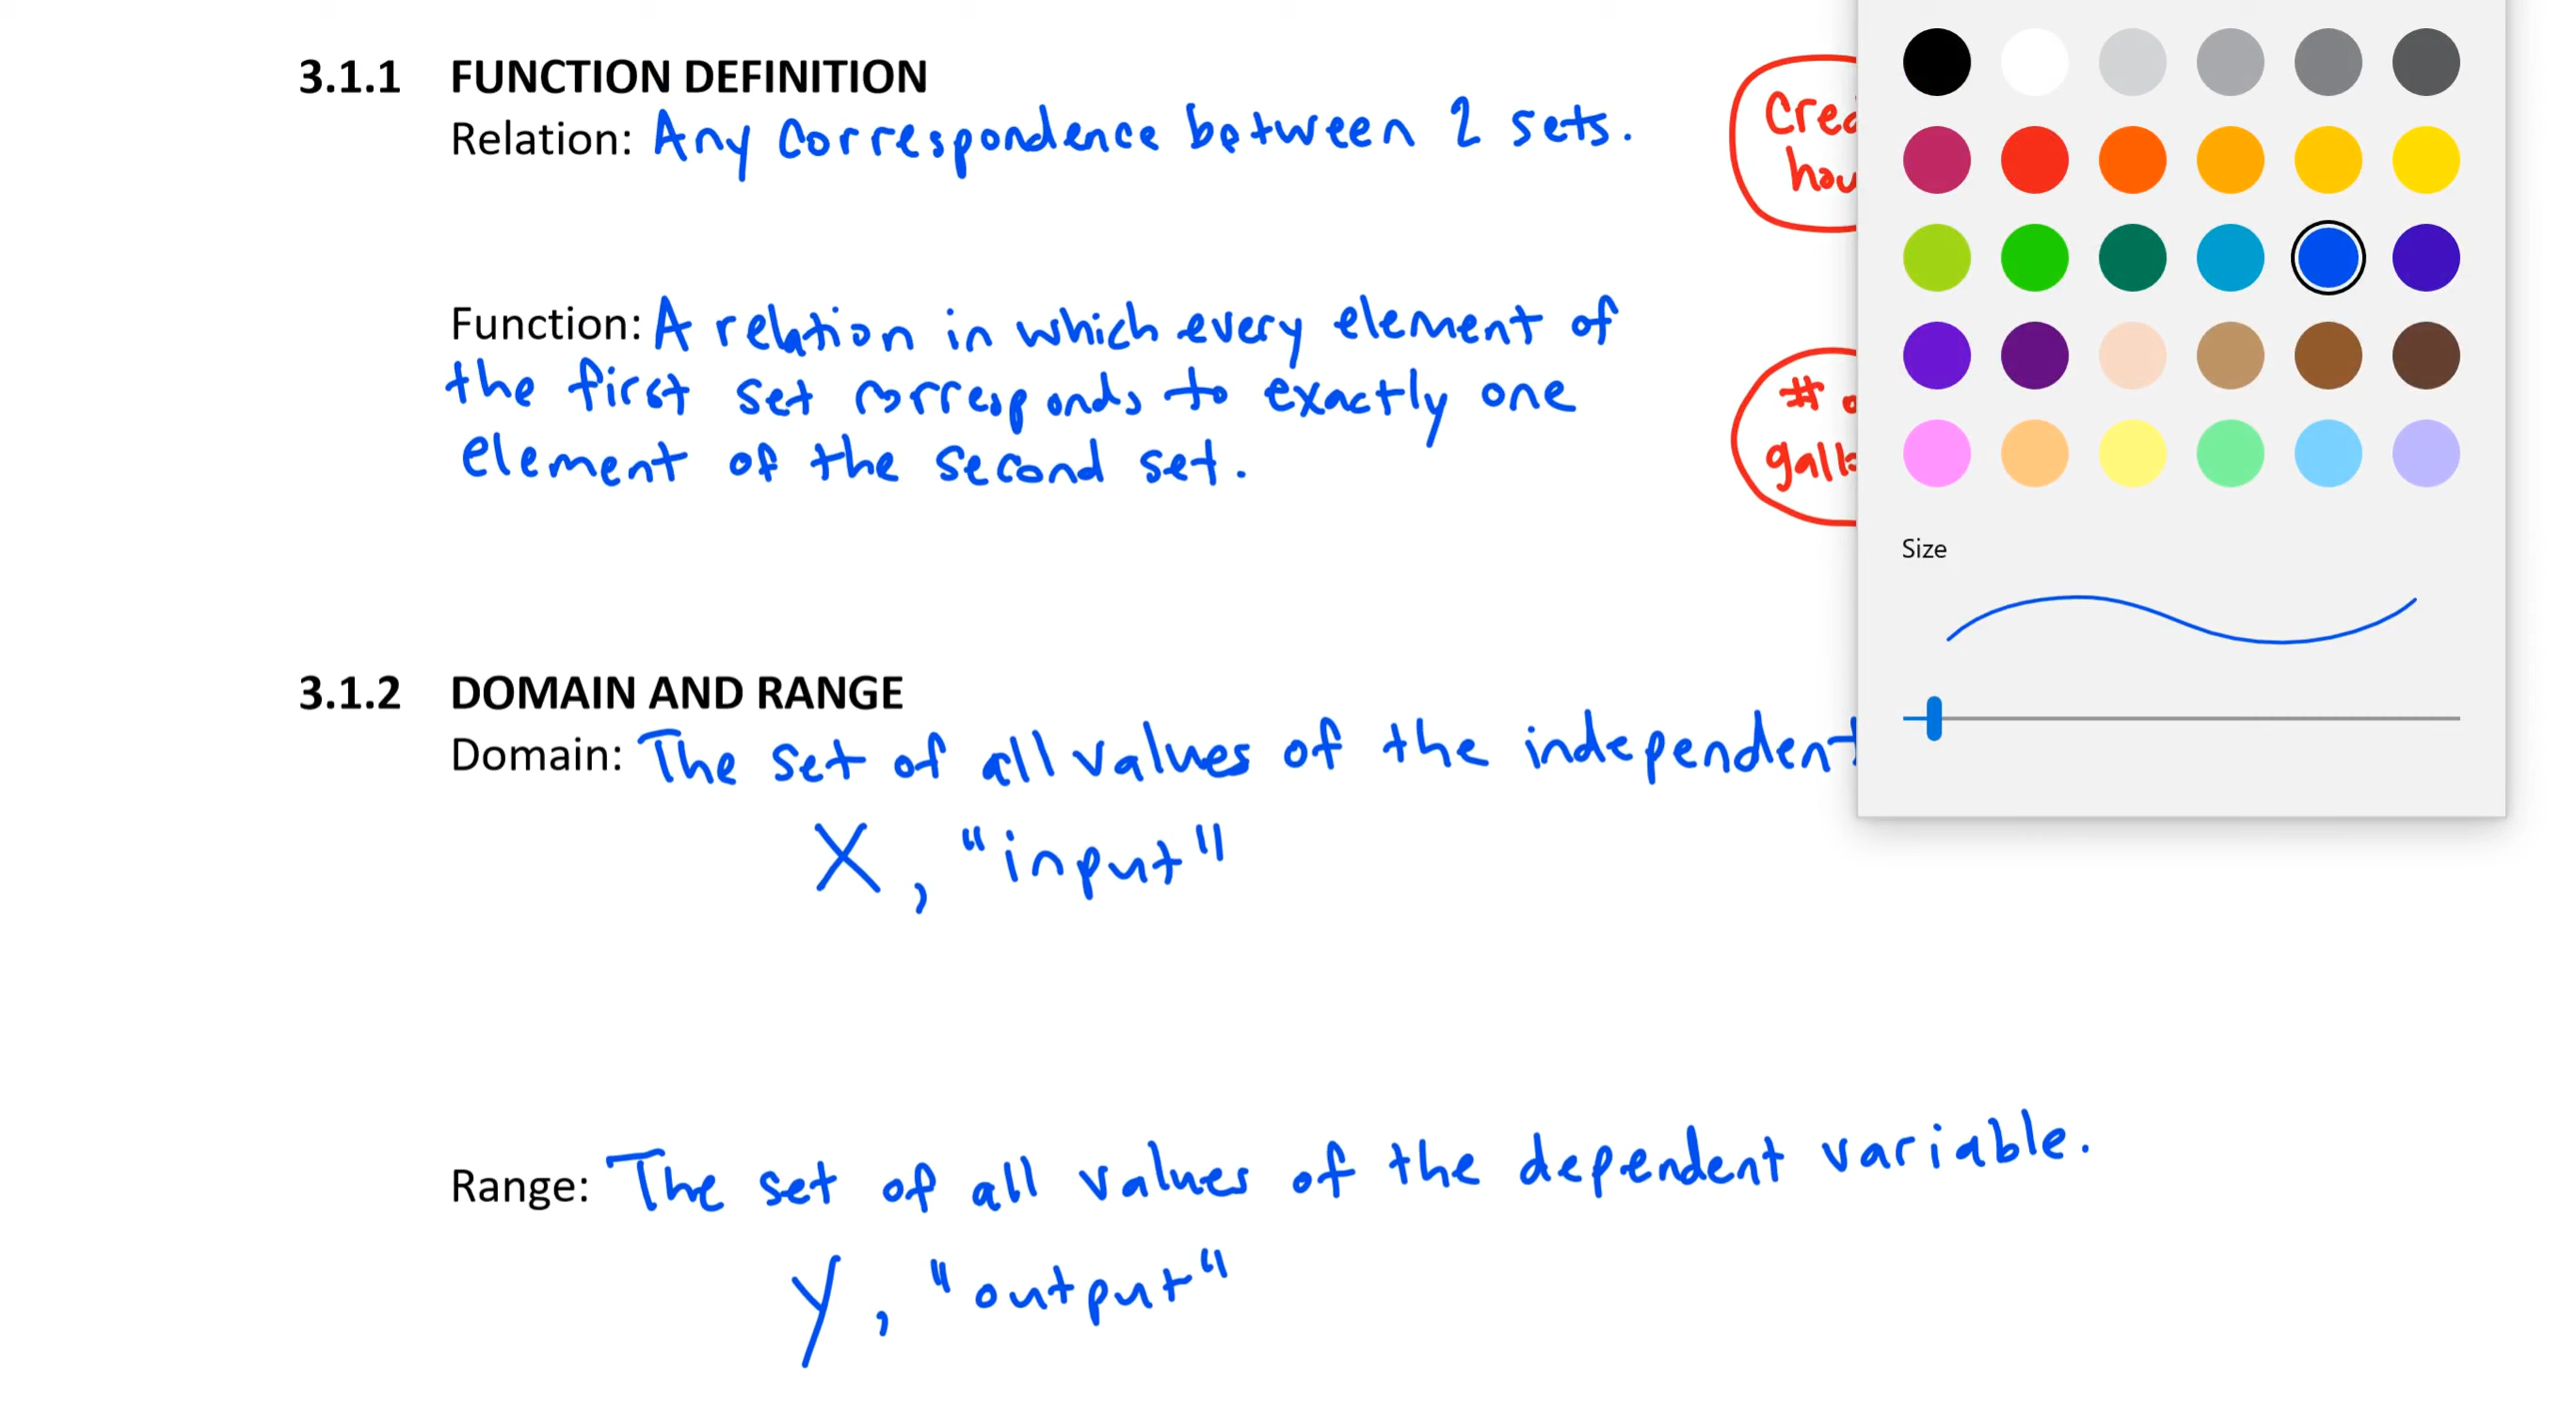 3.1.1 FUNCTION DEFINITION
Relation: Any correspondence between 2 sets.
Function: A relation in which every element of
the first set corresponds to exactly one
element of the second set.
#
3.1.2 DOMAIN AND RANGE
Domain: The set of all values of the independent
X, "input"
Range: The set of all values of the dependent variable.
Y, "output"
Size